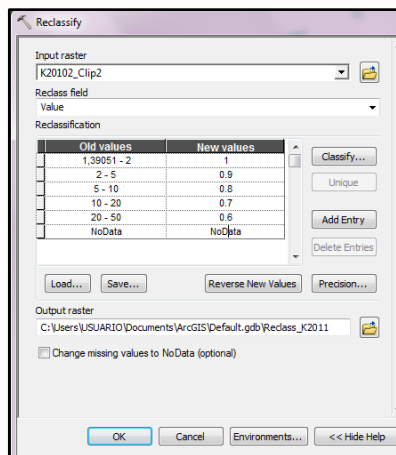 Reclassify
Input raster
K20102_Clip2
Reclass field
Value
Reclassification
Old values New values
1,39051 - 2 1
2 - 5 0.9
5 - 10 0.8
10 - 20 0.7
20 - 50 0.6
NoData NoData
Classify...
Unique
Add Entry
Delete Entries
Load... Save... Reverse New Values Precision...
Output raster
C:\Users\USUARIO\Documents\ArcGIS\Default.gdb\Reclass_K2011
Change missing values to NoData (optional)
OK Cancel Environments... << Hide Help